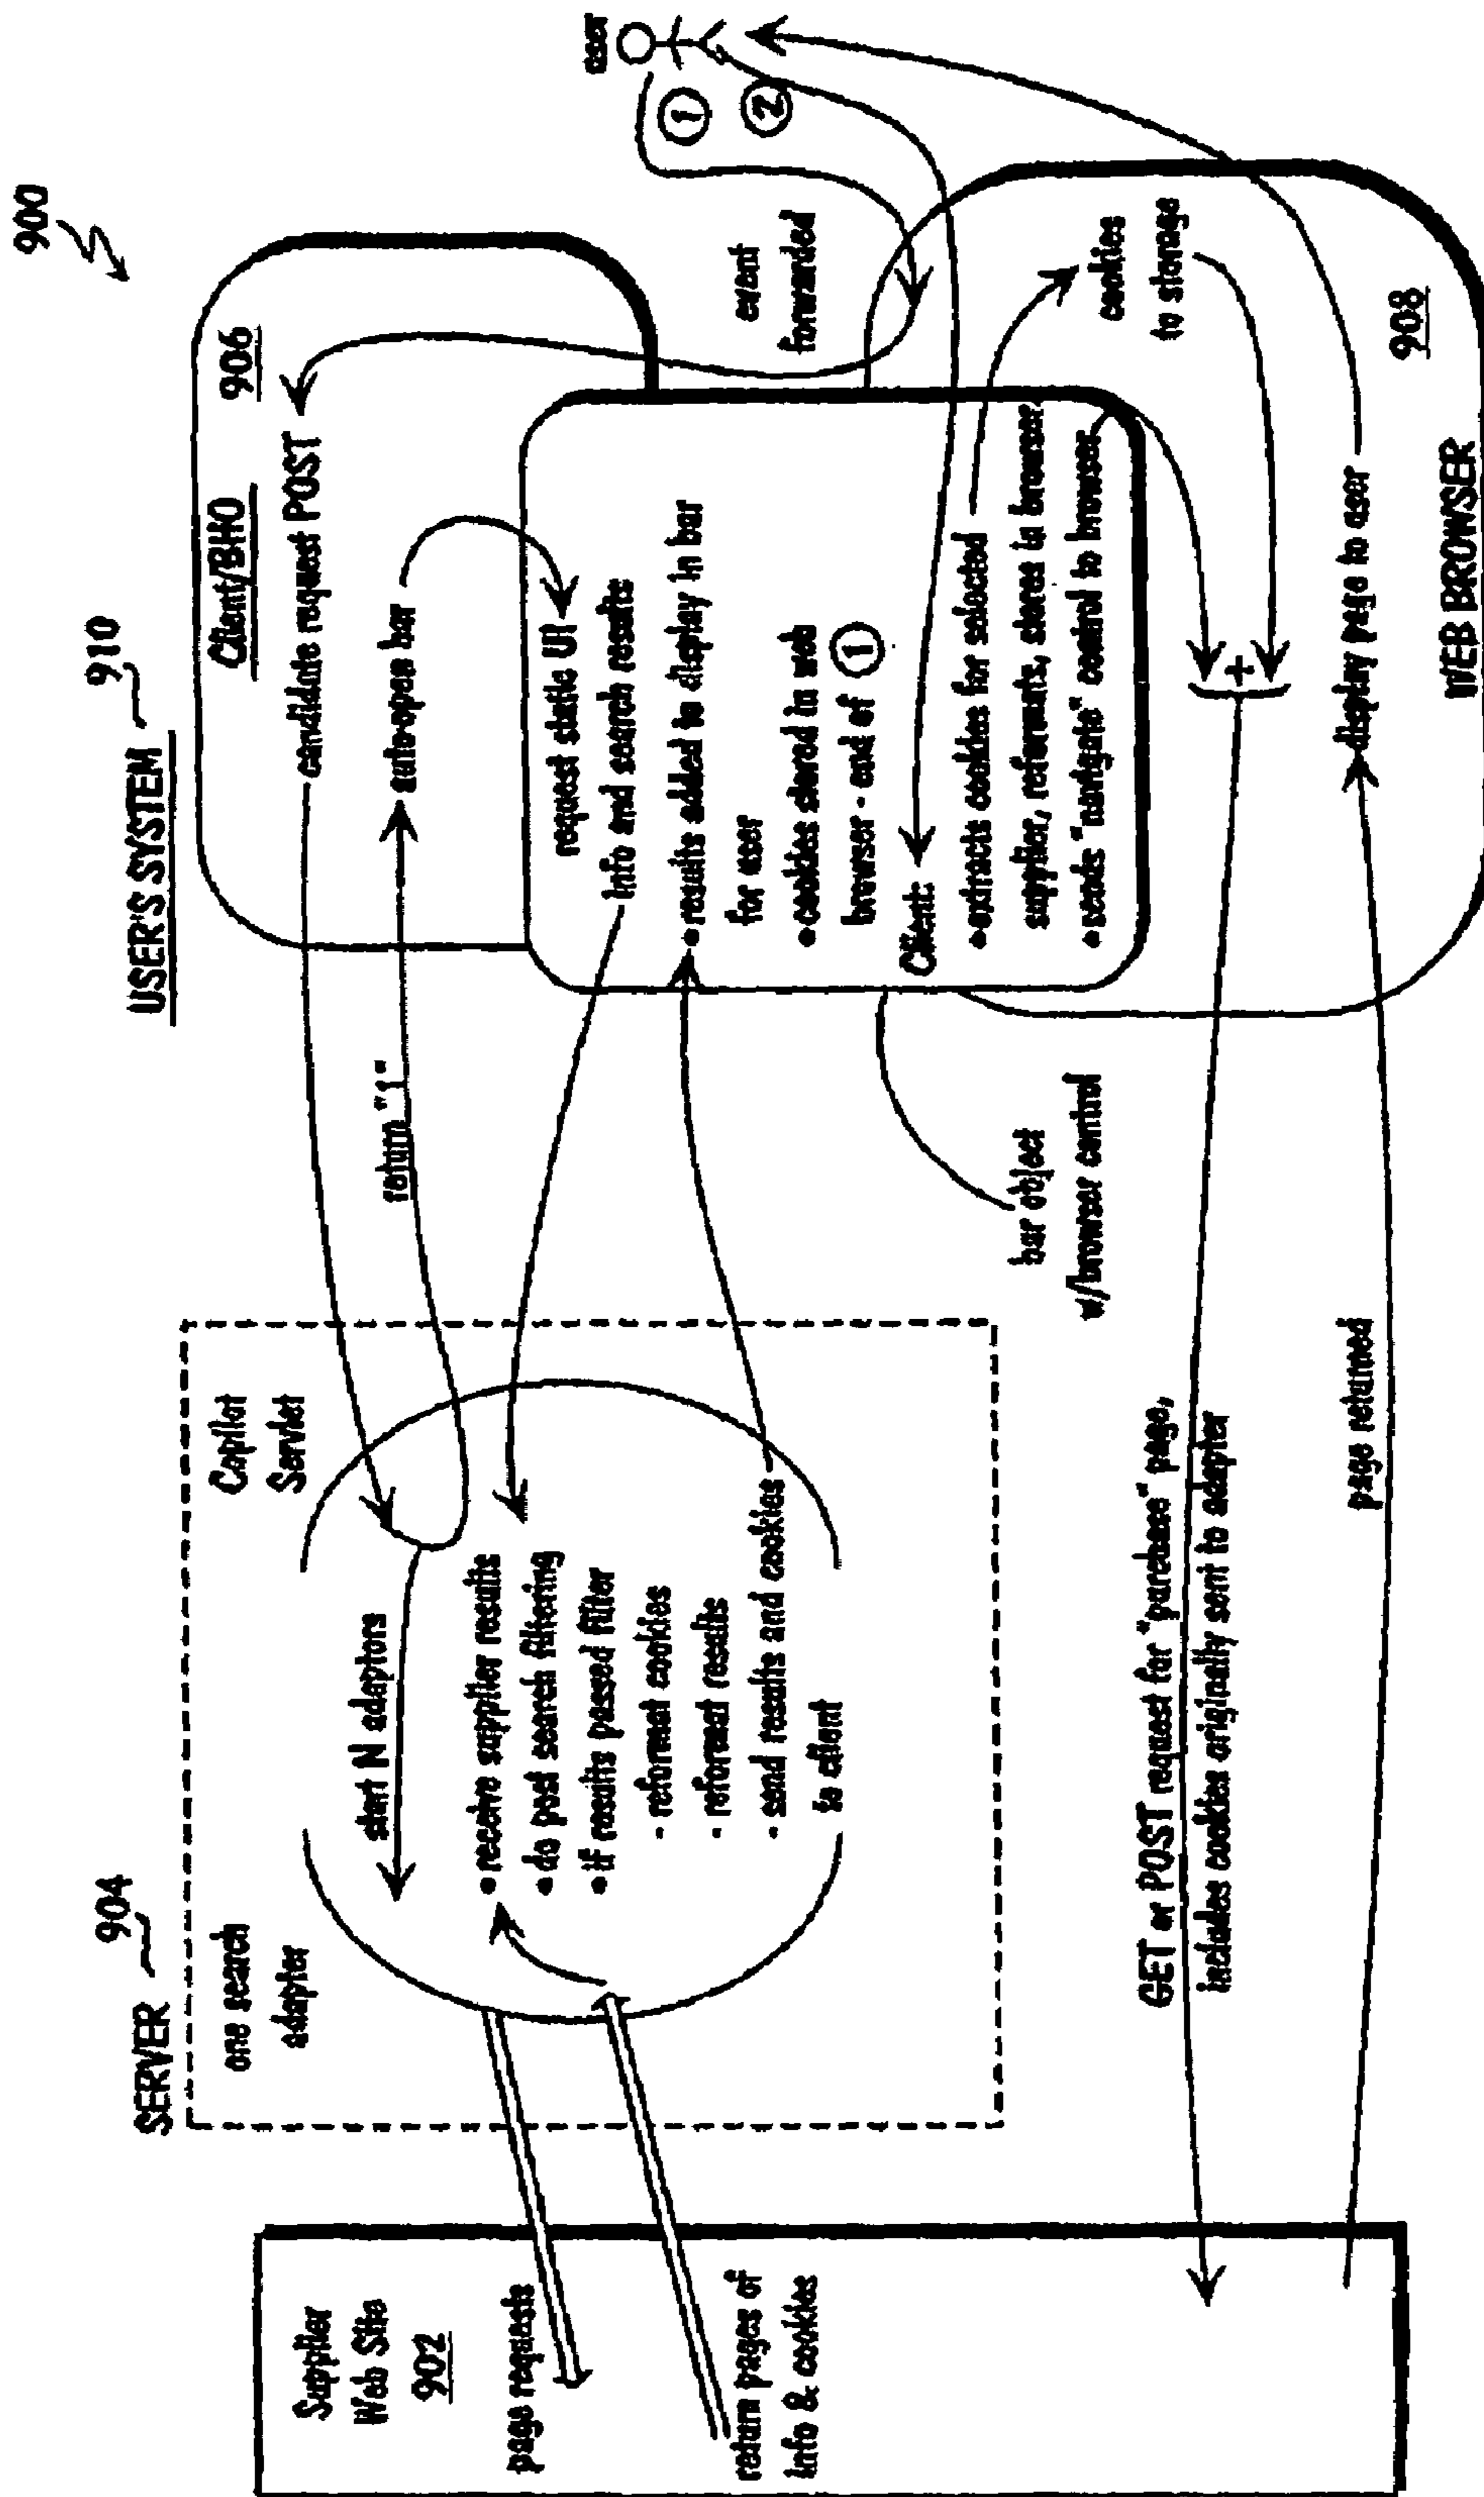 900
USER'S SYSTEM
910
Client/BHO
906
candidate request POST
auto-open bar
request static UI
info and search results
• results added to display in bar
for user
• cookies stored in web
browser - end of 1
Client:
• extracts cookies for selected
supplier, reformats, stores in browser
• sends "navigate" command to browser
user
1
2
event
forwarded
cookies
to storage
908
+
display page to user
WEB BROWSER
return "1"
bar object
w/browser control
SERVER
904
one search
adapter
Copilot
Servlet
start N adaptors
• receive supplier results
• do post search filtering
• if results passed filter
- reformat cookies
- reformat results
- send results and cookies
to client
GET or POST request for "purchase" page,
includes cookies originally sent to adapter
page returned
Supplier
Web Site
902
page requests
return pages of
info & cookies